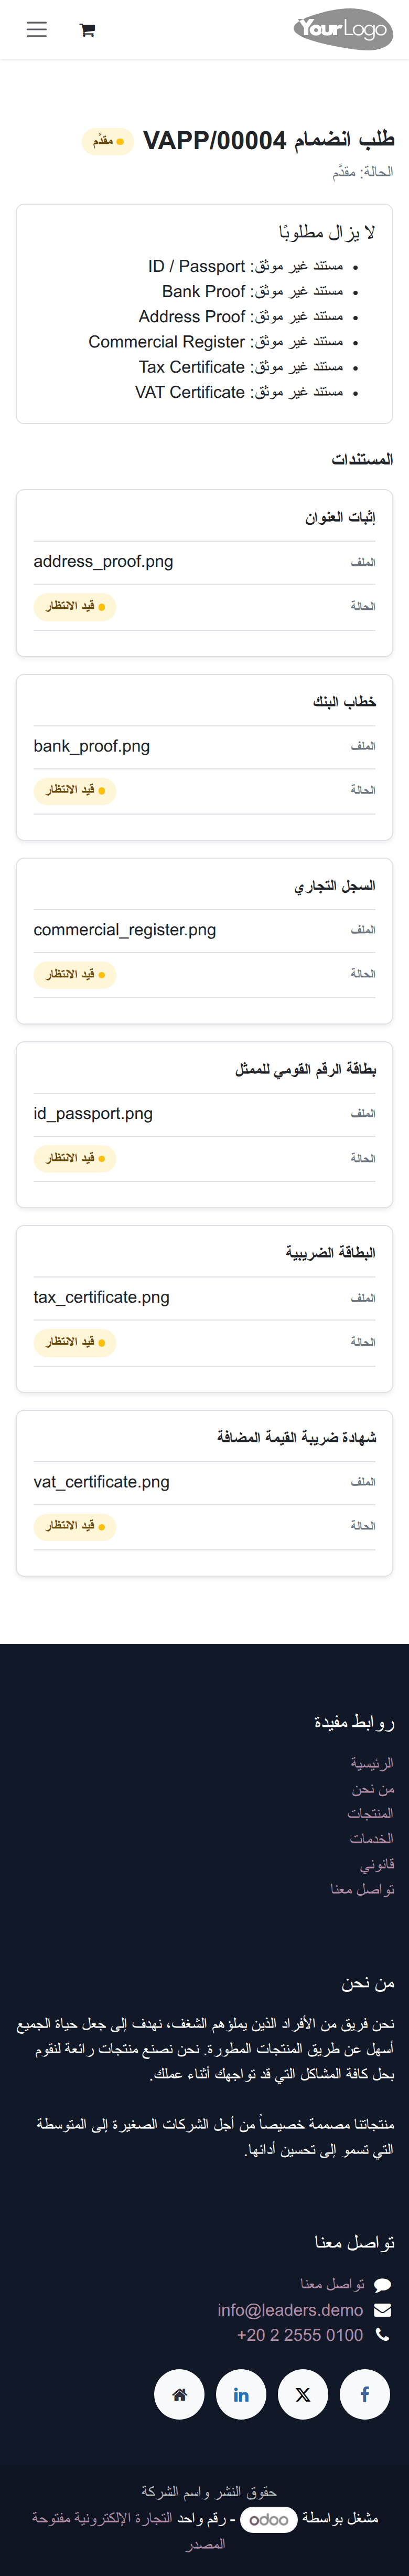 YourLogo
طلب انضمام VAPP/00004 مقدَّم
الحالة: مقدَّم
لا يزال مطلوبًا
• مستند غير موثق: ID / Passport
• مستند غير موثق: Bank Proof
• مستند غير موثق: Address Proof
• مستند غير موثق: Commercial Register
• مستند غير موثق: Tax Certificate
• مستند غير موثق: VAT Certificate
المستندات
إثبات العنوان
الملف address_proof.png
الحالة قيد الانتظار
خطاب البنك
الملف bank_proof.png
الحالة قيد الانتظار
السجل التجاري
الملف commercial_register.png
الحالة قيد الانتظار
بطاقة الرقم القومي للممثل
الملف id_passport.png
الحالة قيد الانتظار
البطاقة الضريبية
الملف tax_certificate.png
الحالة قيد الانتظار
شهادة ضريبة القيمة المضافة
الملف vat_certificate.png
الحالة قيد الانتظار
روابط مفيدة
الرئيسية
من نحن
المنتجات
الخدمات
قانوني
تواصل معنا
من نحن
نحن فريق من الأفراد الذين يملؤهم الشغف، نهدف إلى جعل حياة الجميع
أسهل عن طريق المنتجات المطورة. نحن نصنع منتجات رائعة لنقوم
بحل كافة المشاكل التي قد تواجهك أثناء عملك.
منتجاتنا مصممة خصيصاً من أجل الشركات الصغيرة إلى المتوسطة
التي تسمو إلى تحسين أدائها.
تواصل معنا
تواصل معنا
info@leaders.demo
+20 2 2555 0100
حقوق النشر واسم الشركة
مشغل بواسطة odoo - رقم واحد التجارة الإلكترونية مفتوحة
المصدر